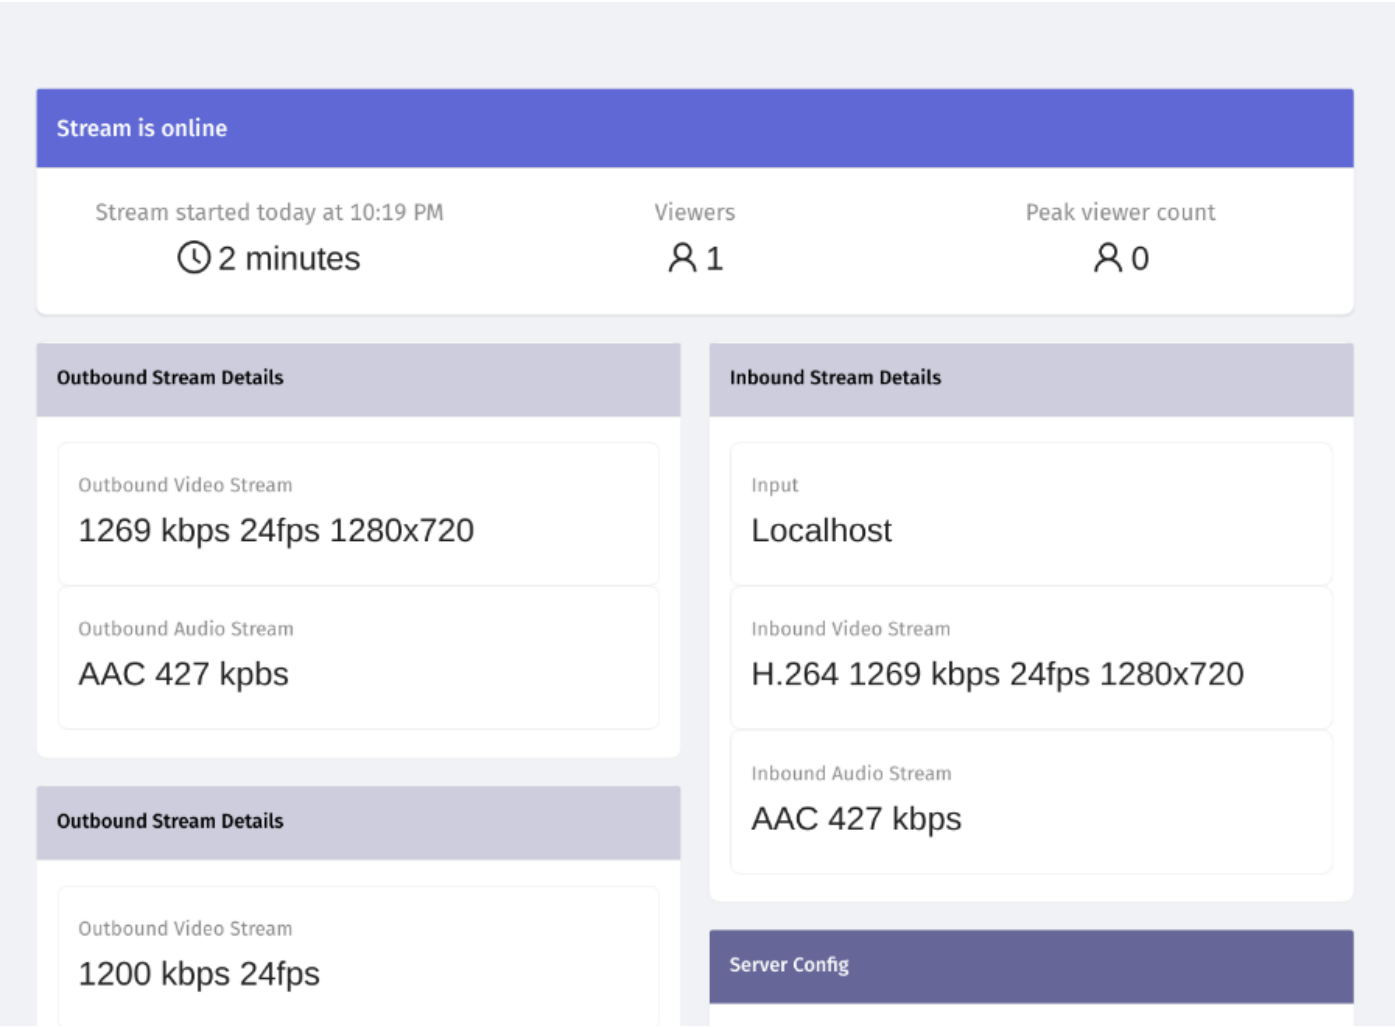 Stream is online
Stream started today at 10:19 PM
2 minutes
Viewers
1
Peak viewer count
0
Outbound Stream Details
Outbound Video Stream
1269 kbps 24fps 1280x720
Outbound Audio Stream
AAC 427 kpbs
Outbound Stream Details
Outbound Video Stream
1200 kbps 24fps
Inbound Stream Details
Input
Localhost
Inbound Video Stream
H.264 1269 kbps 24fps 1280x720
Inbound Audio Stream
AAC 427 kbps
Server Config